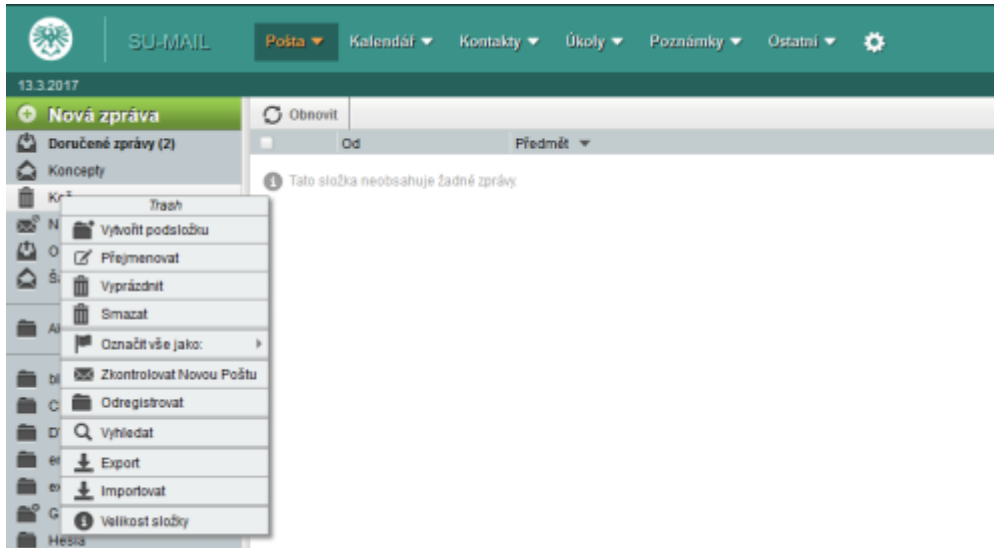 SU-MAIL
Pošta Kalendář Kontakty Úkoly Poznámky Ostatní
13.3.2017
Nová zpráva
Obnovit
Doručené zprávy (2)
Od Předmět
Koncepty
Tato složka neobsahuje žádné zprávy.
Trash
Vytvořit podsložku
Přejmenovat
Vyprázdnit
Smazat
Označit vše jako:
Zkontrolovat Novou Poštu
Odregistrovat
Vyhledat
Export
Importovat
Velikost složky
Hesla